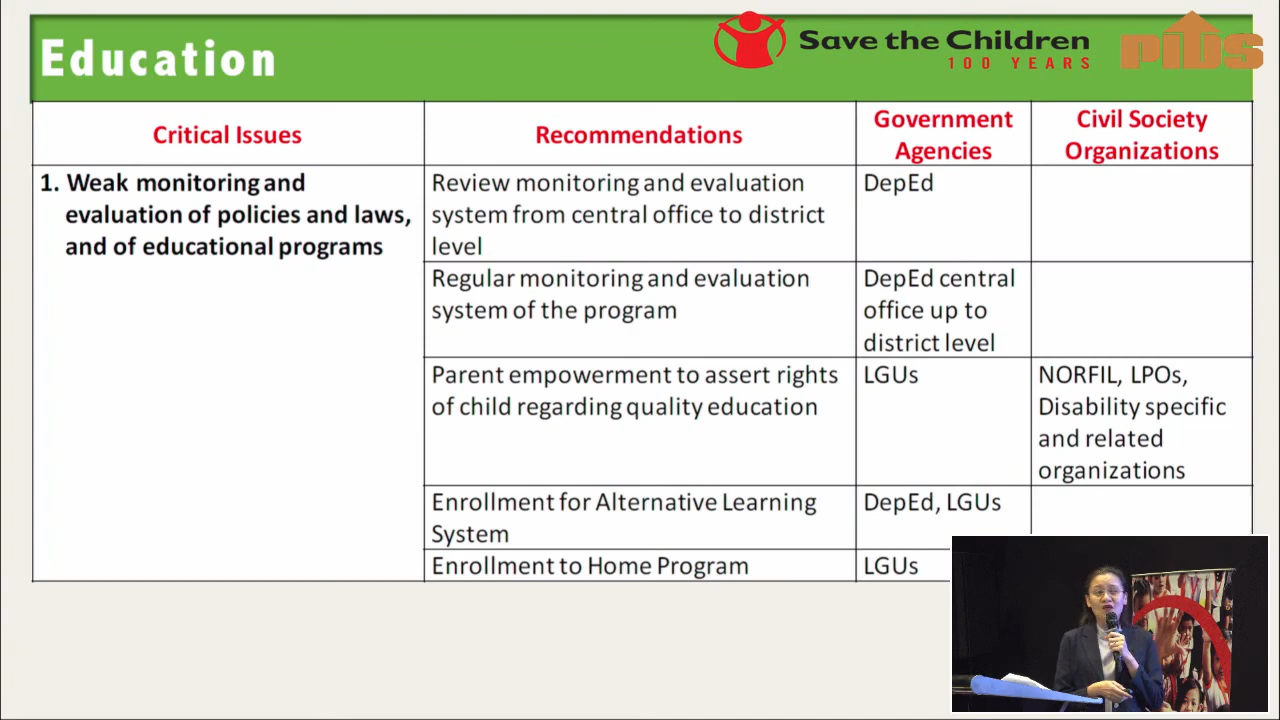 Education
Save the Children
100 YEARS
PIDS
Critical Issues
Recommendations
Government
Agencies
Civil Society
Organizations
1. Weak monitoring and
evaluation of policies and laws,
and of educational programs
Review monitoring and evaluation
system from central office to district
level
DepEd
Regular monitoring and evaluation
system of the program
DepEd central
office up to
district level
Parent empowerment to assert rights
of child regarding quality education
LGUs
NORFIL, LPOs,
Disability specific
and related
organizations
Enrollment for Alternative Learning
System
DepEd, LGUs
Enrollment to Home Program
LGUs